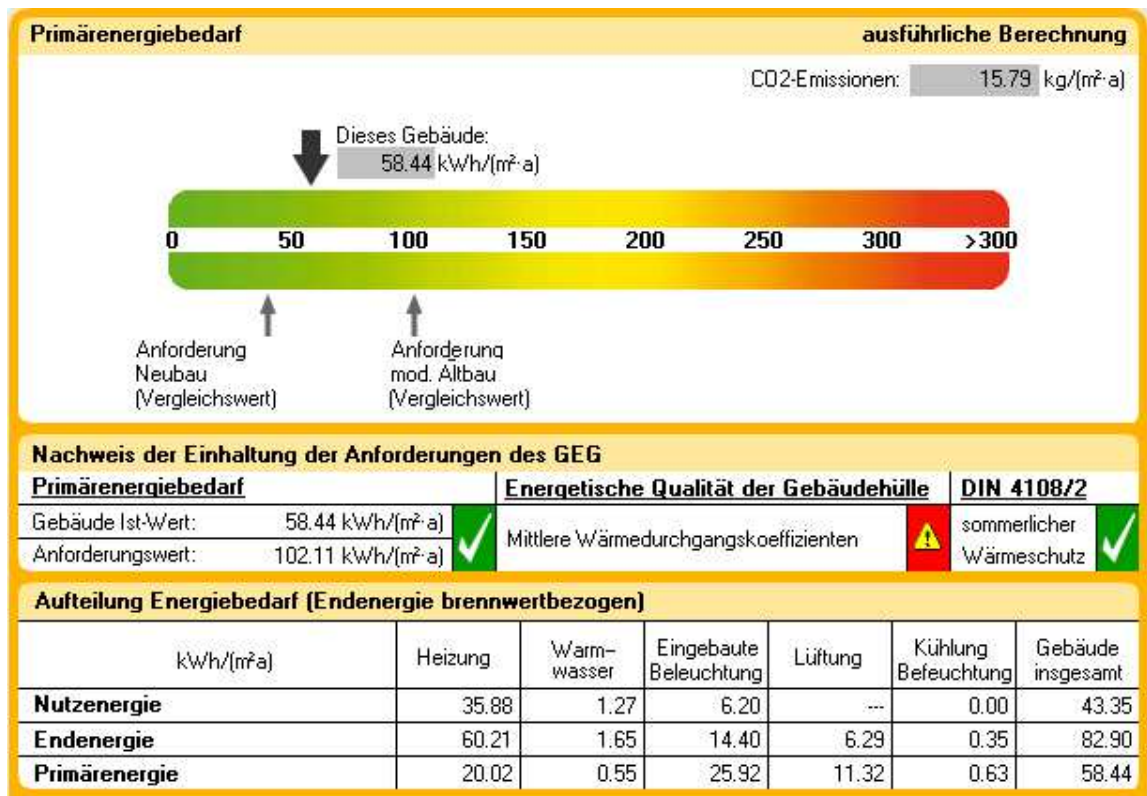 Primärenergiebedarf ausführliche Berechnung
CO2-Emissionen: 15.79 kg/(m²·a)
Dieses Gebäude:
58.44 kWh/(m²·a)
0 50 100 150 200 250 300 >300
Anforderung
Neubau
(Vergleichswert)
Anforderung
mod. Altbau
(Vergleichswert)
Nachweis der Einhaltung der Anforderungen des GEG
Primärenergiebedarf Energetische Qualität der Gebäudehülle DIN 4108/2
Gebäude Ist-Wert: 58.44 kWh/(m²·a)
Anforderungswert: 102.11 kWh/(m²·a)
Mittlere Wärmedurchgangskoeffizienten
sommerlicher
Wärmeschutz
Aufteilung Energiebedarf (Endenergie brennwertbezogen)
kWh/(m²a) Heizung Warm-
wasser Eingebaute
Beleuchtung Lüftung Kühlung
Befeuchtung Gebäude
insgesamt
Nutzenergie 35.88 1.27 6.20 --- 0.00 43.35
Endenergie 60.21 1.65 14.40 6.29 0.35 82.90
Primärenergie 20.02 0.55 25.92 11.32 0.63 58.44